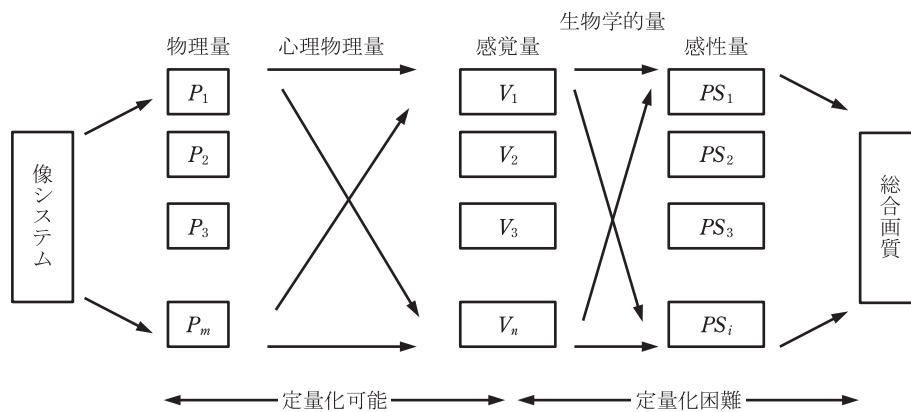 生物学的量
物理量 心理物理量 感覚量 感性量
P1 V1 PS1
P2 V2 PS2
像システム
総合画質
P3 V3 PS3
Pm Vn PSi
定量化可能 定量化困難